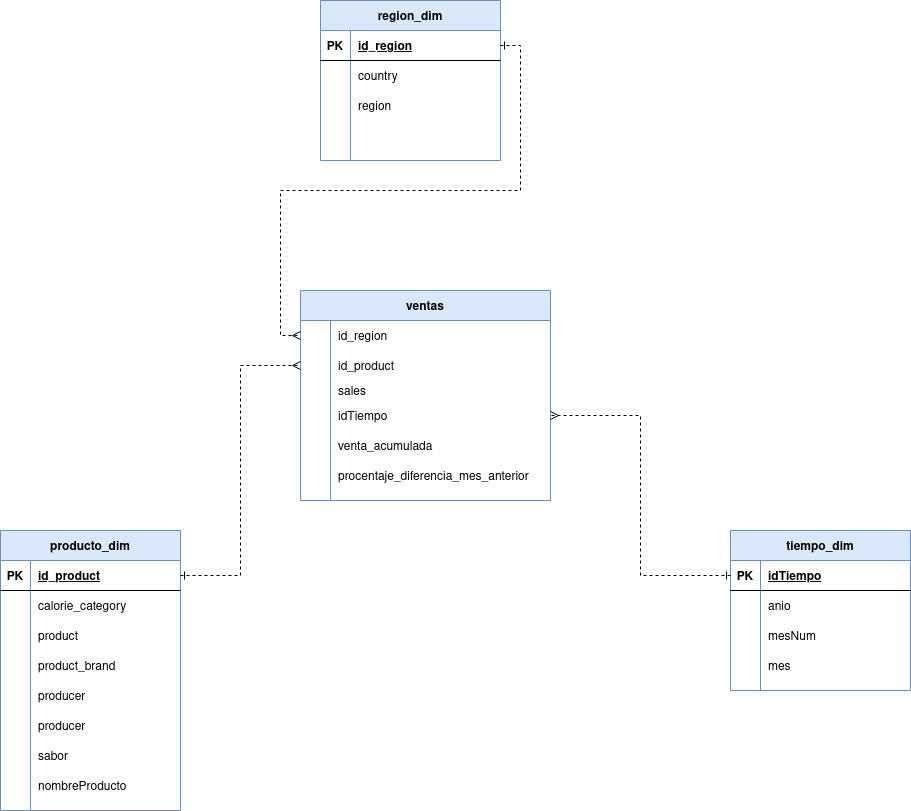 region_dim
PK id_region
country
region
ventas
id_region
id_product
sales
idTiempo
venta_acumulada
procentaje_diferencia_mes_anterior
producto_dim
PK id_product
calorie_category
product
product_brand
producer
producer
sabor
nombreProducto
tiempo_dim
PK idTiempo
anio
mesNum
mes